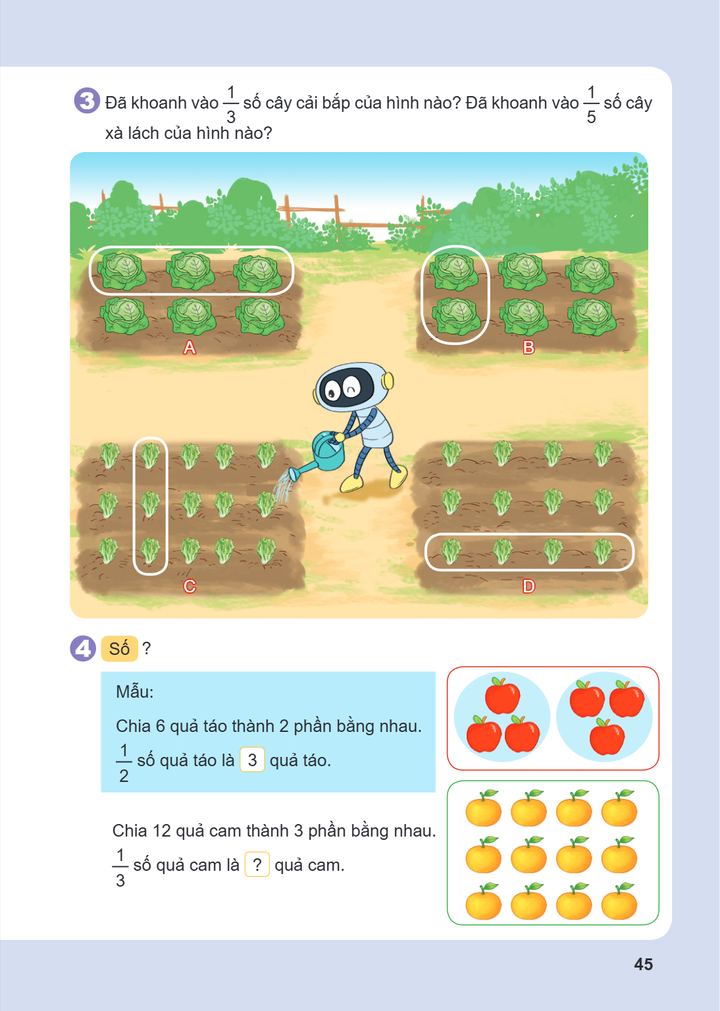 3 Đã khoanh vào 1/3 số cây cải bắp của hình nào? Đã khoanh vào 1/5 số cây
xà lách của hình nào?
A
B
C
D
4 Số ?
Mẫu:
Chia 6 quả táo thành 2 phần bằng nhau.
1/2 số quả táo là 3 quả táo.
Chia 12 quả cam thành 3 phần bằng nhau.
1/3 số quả cam là ? quả cam.
45